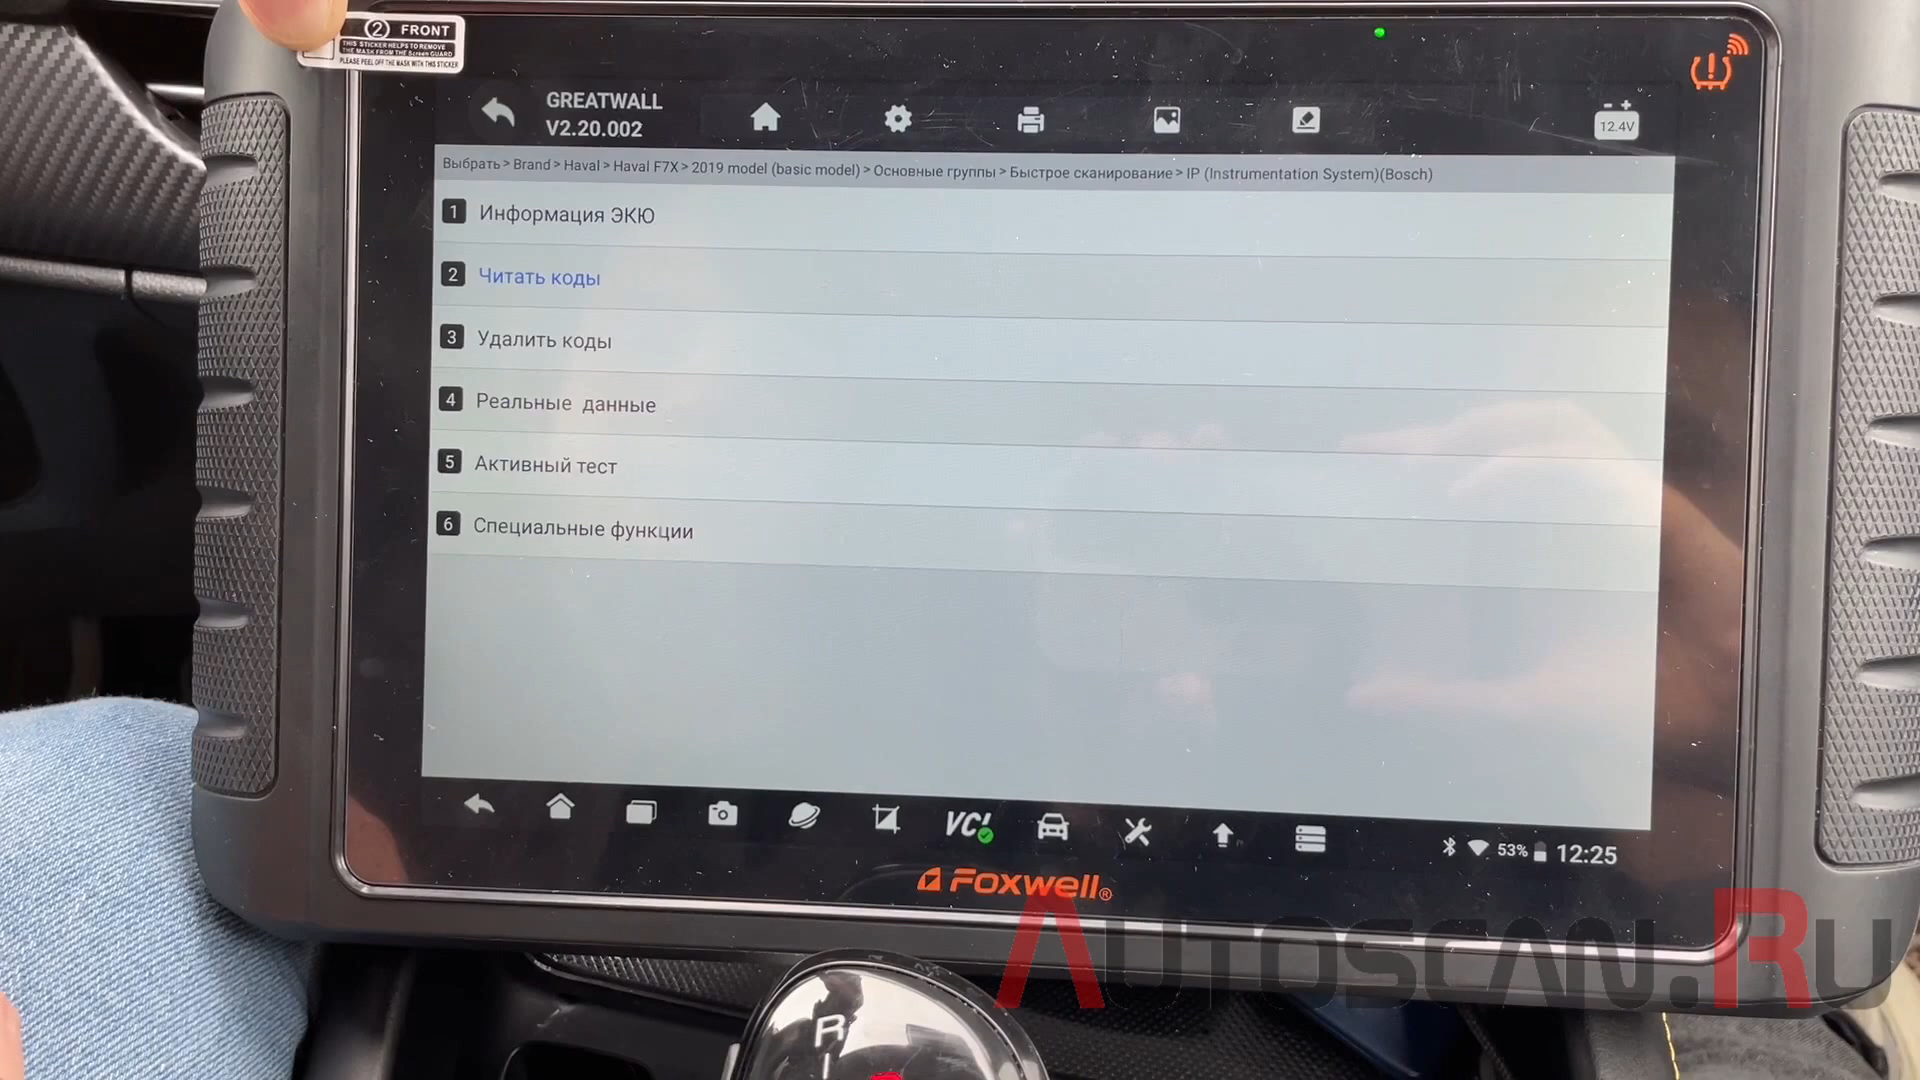 2 FRONT
THIS STICKER HELPS TO REMOVE
THE MASK FROM THE Screen GUARD
PLEASE PEEL OFF THE MASK WITH THIS STICKER
GREATWALL
V2.20.002
12.4V
Выбрать > Brand > Haval > Haval F7X > 2019 model (basic model) > Основные группы > Быстрое сканирование > IP (Instrumentation System)(Bosch)
1 Информация ЭКЮ
2 Читать коды
3 Удалить коды
4 Реальные данные
5 Активный тест
6 Специальные функции
VCI
53% 12:25
FOXWELL®
AUTOSCAN.RU
R